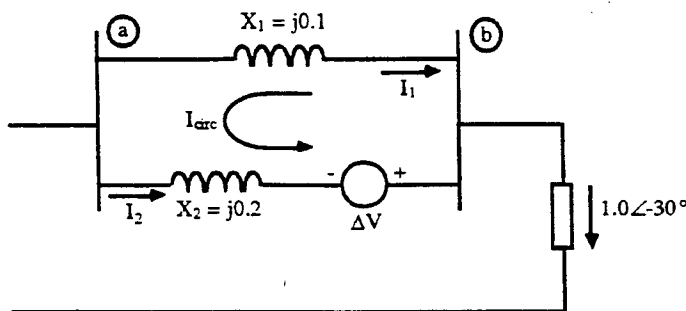 a
X₁ = j0.1
b
I₁
I_circ
- +
I₂
X₂ = j0.2
ΔV
1.0∠-30°